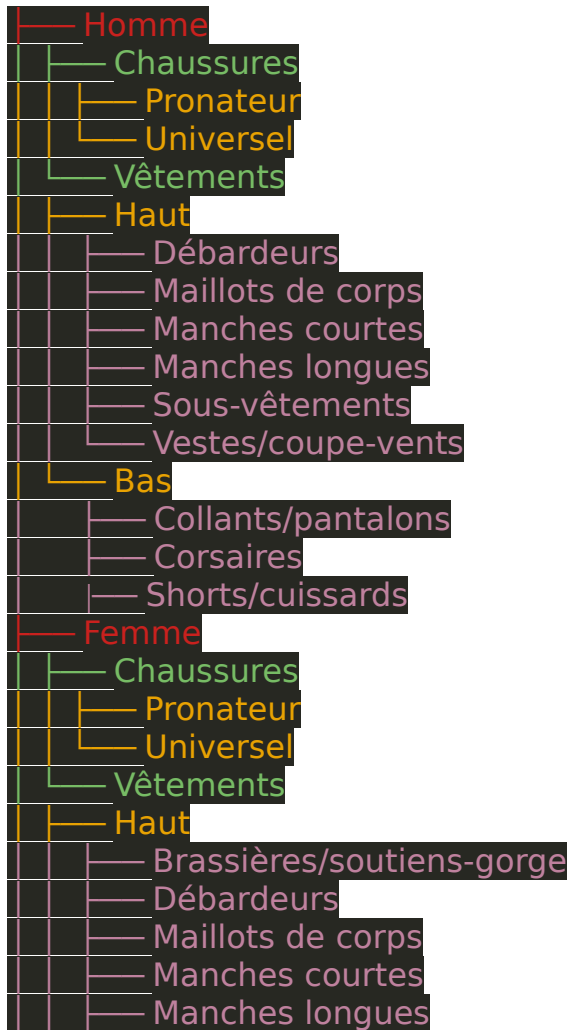 ├── Homme
│ ├── Chaussures
│ │ ├── Pronateur
│ │ └── Universel
│ └── Vêtements
│ ├── Haut
│ │ ├── Débardeurs
│ │ ├── Maillots de corps
│ │ ├── Manches courtes
│ │ ├── Manches longues
│ │ ├── Sous-vêtements
│ │ └── Vestes/coupe-vents
│ └── Bas
│ ├── Collants/pantalons
│ ├── Corsaires
│ |── Shorts/cuissards
├── Femme
│ ├── Chaussures
│ │ ├── Pronateur
│ │ └── Universel
│ └── Vêtements
│ ├── Haut
│ │ ├── Brassières/soutiens-gorge
│ │ ├── Débardeurs
│ │ ├── Maillots de corps
│ │ ├── Manches courtes
│ │ ├── Manches longues